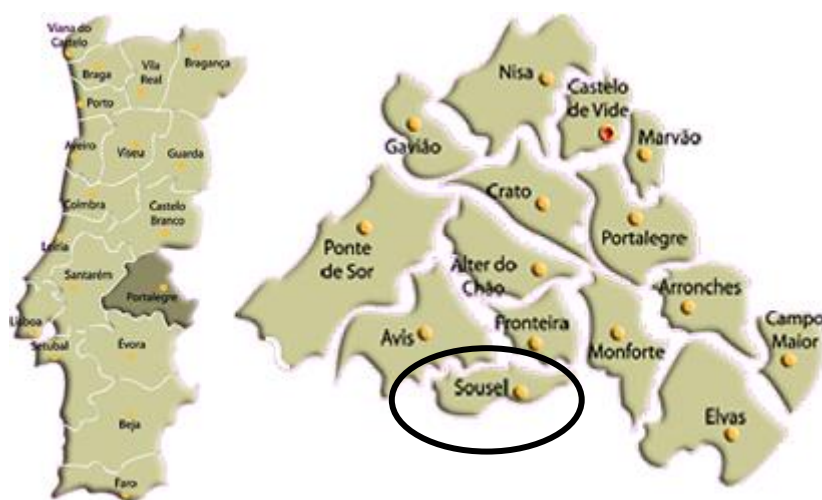 Viana do
Castelo
Braga
Vila
Real
Bragança
Porto
Aveiro
Viseu
Guarda
Coimbra
Castelo
Branco
Leiria
Santarém
Portalegre
Lisboa
Setubal
Évora
Beja
Faro
Nisa
Castelo
de Vide
Gavião
Marvão
Crato
Portalegre
Ponte
de Sor
Alter do
Chão
Arronches
Avis
Fronteira
Monforte
Campo
Maior
Sousel
Elvas